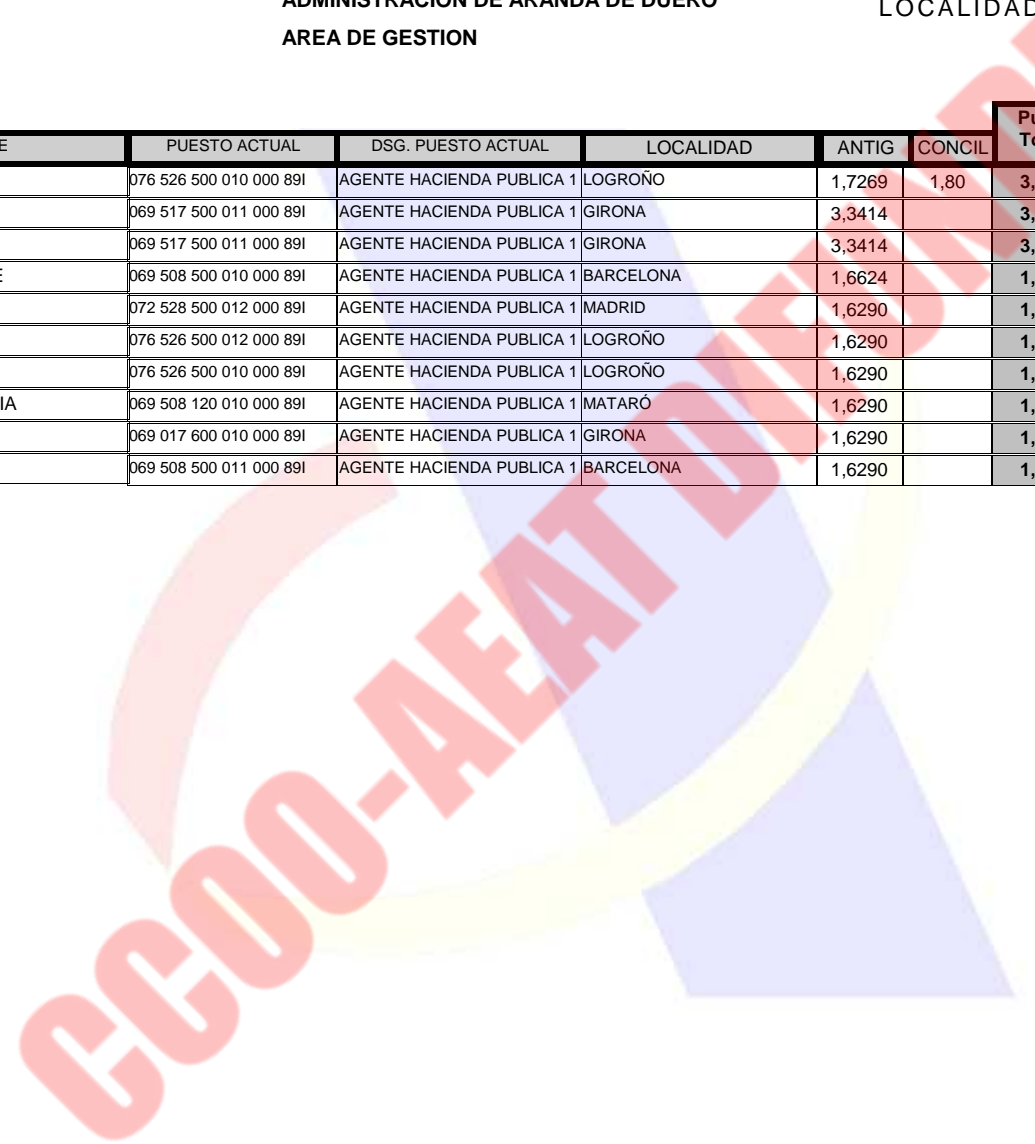 ADMINISTRACION DE ARANDA DE DUERO
LOCALIDAD
AREA DE GESTION
E PUESTO ACTUAL DSG. PUESTO ACTUAL LOCALIDAD ANTIG CONCIL
076 526 500 010 000 89I AGENTE HACIENDA PUBLICA 1 LOGROÑO 1,7269 1,80 3,
069 517 500 011 000 89I AGENTE HACIENDA PUBLICA 1 GIRONA 3,3414 3,
069 517 500 011 000 89I AGENTE HACIENDA PUBLICA 1 GIRONA 3,3414 3,
E 069 508 500 010 000 89I AGENTE HACIENDA PUBLICA 1 BARCELONA 1,6624 1,
072 528 500 012 000 89I AGENTE HACIENDA PUBLICA 1 MADRID 1,6290 1,
076 526 500 012 000 89I AGENTE HACIENDA PUBLICA 1 LOGROÑO 1,6290 1,
076 526 500 010 000 89I AGENTE HACIENDA PUBLICA 1 LOGROÑO 1,6290 1,
IA 069 508 120 010 000 89I AGENTE HACIENDA PUBLICA 1 MATARÓ 1,6290 1,
069 017 600 010 000 89I AGENTE HACIENDA PUBLICA 1 GIRONA 1,6290 1,
069 508 500 011 000 89I AGENTE HACIENDA PUBLICA 1 BARCELONA 1,6290 1,
CCOO-AEAT DIFUND